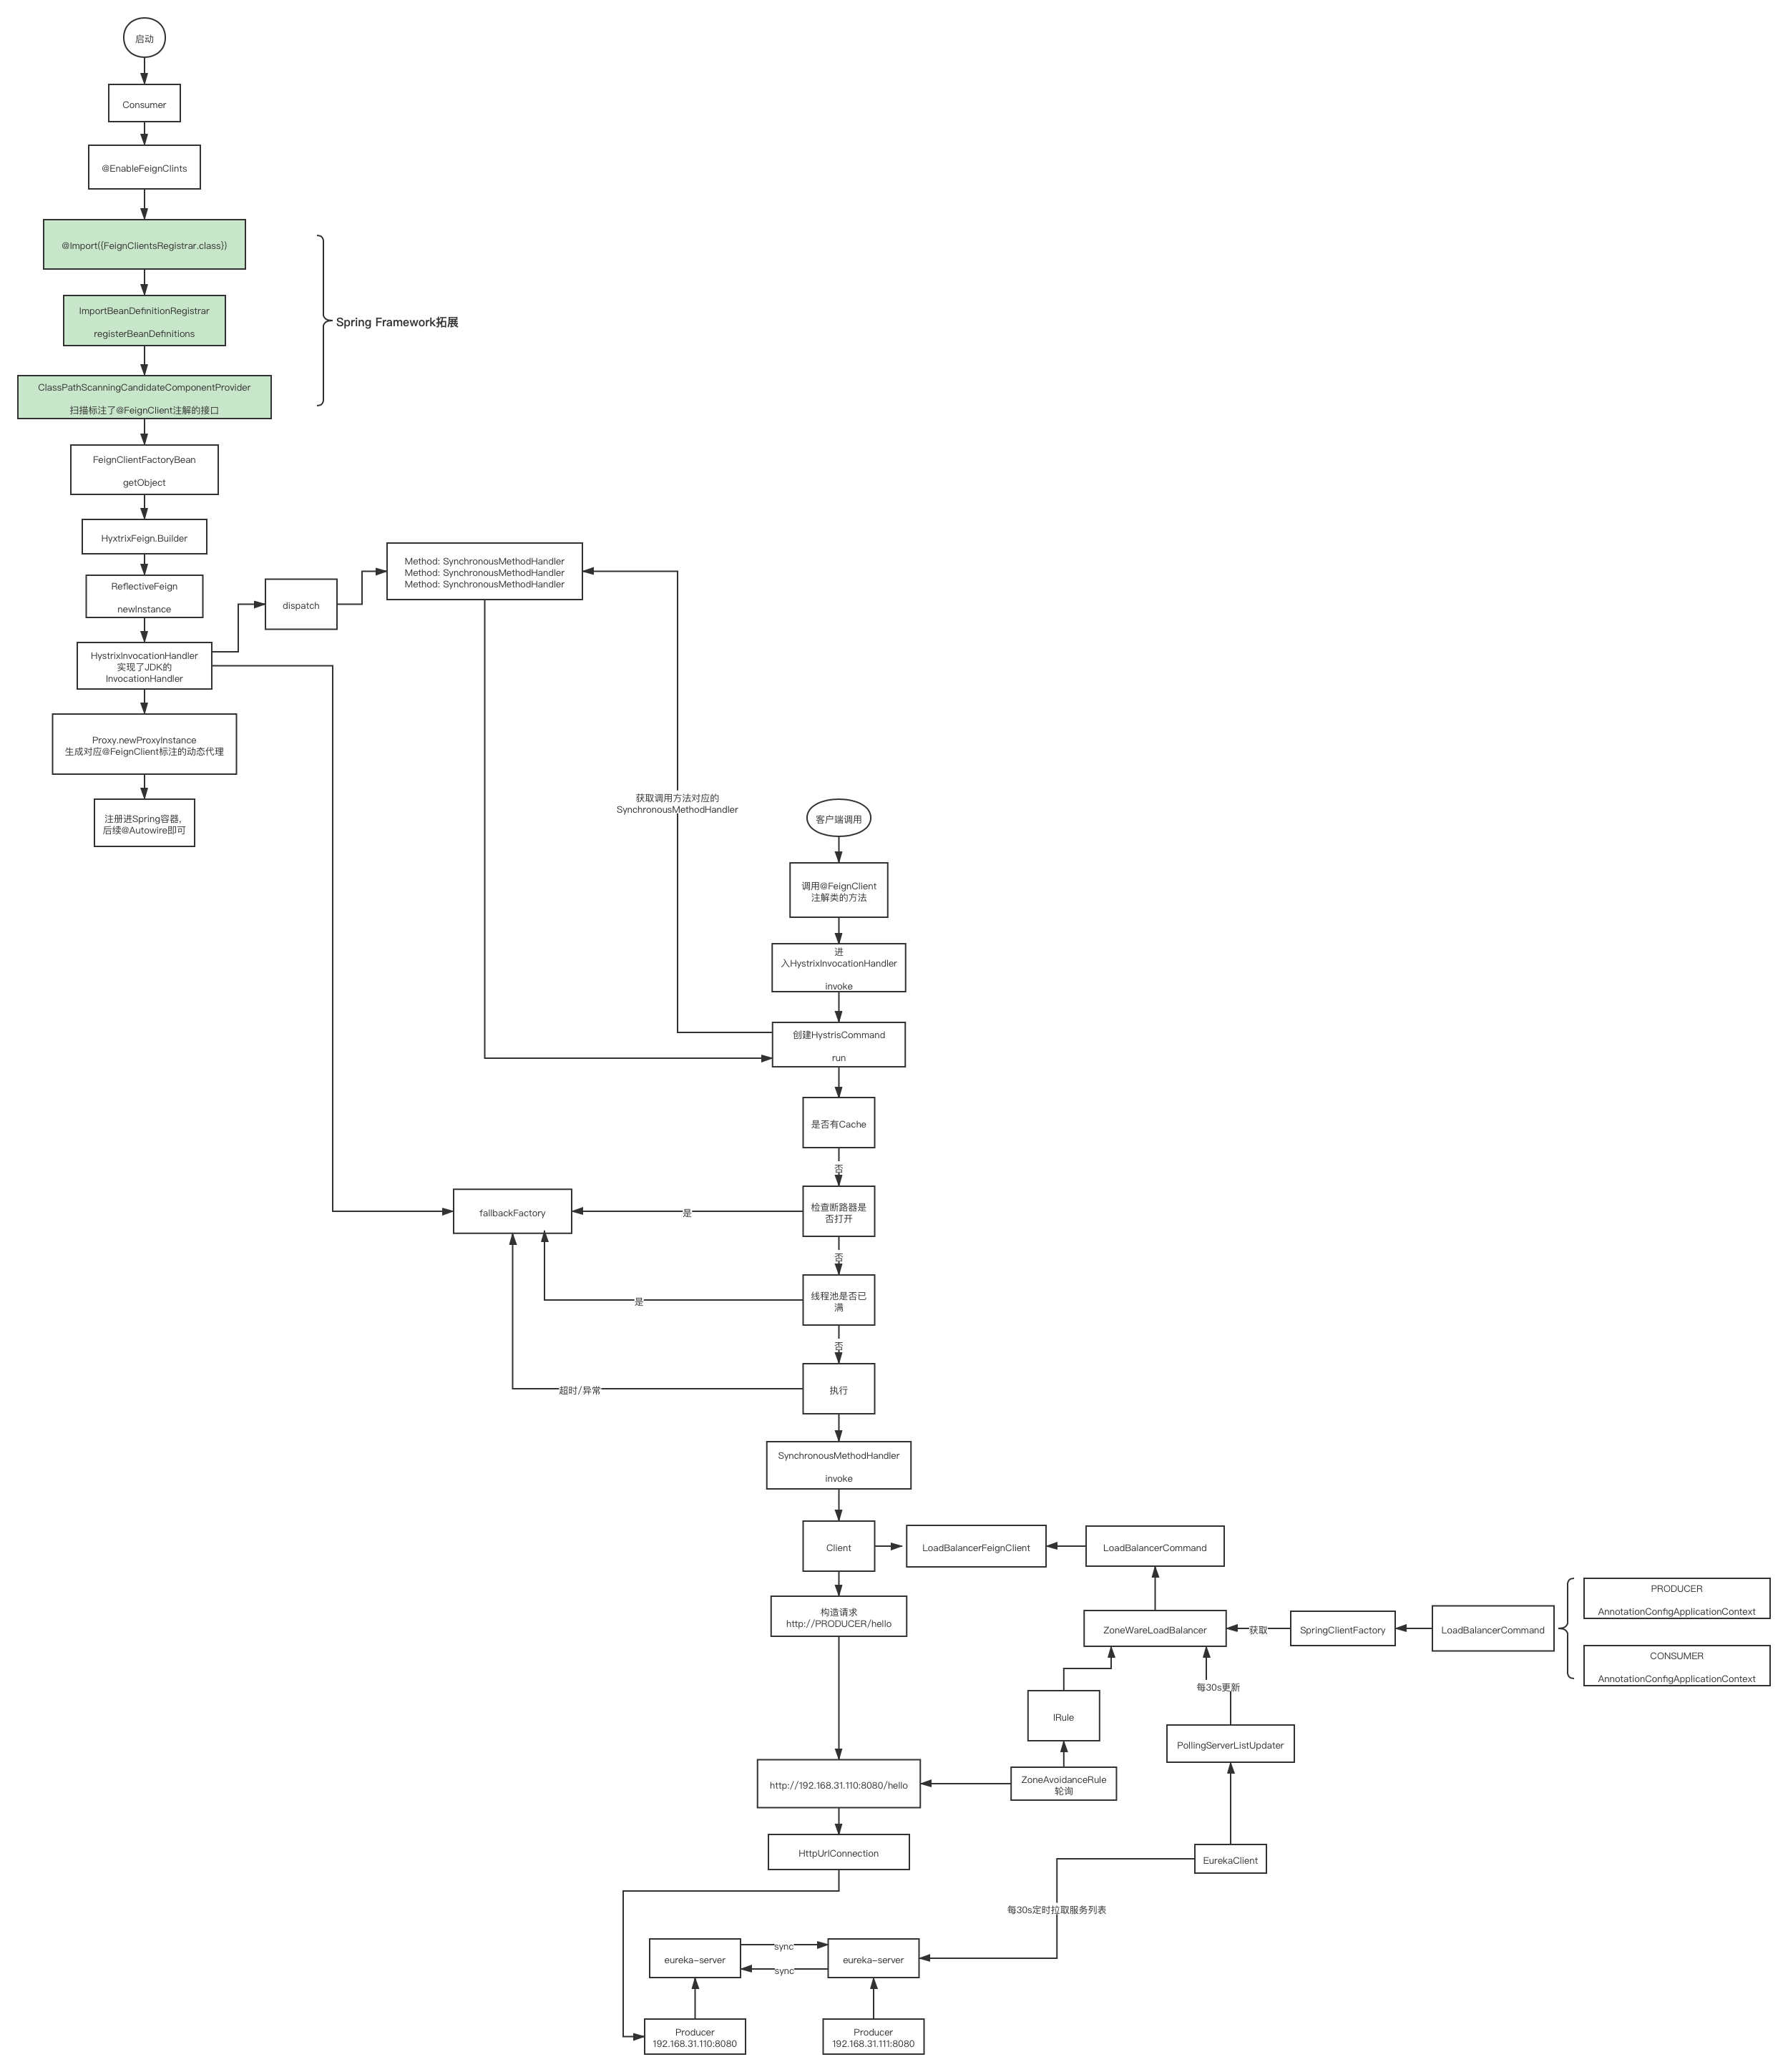 启动
Consumer
@EnableFeignClints
@Import({FeignClientsRegistrar.class})
ImportBeanDefinitionRegistrar
registerBeanDefinitions
Spring Framework拓展
ClassPathScanningCandidateComponentProvider
扫描标注了@FeignClient注解的接口
FeignClientFactoryBean
getObject
HyxtrixFeign.Builder
ReflectiveFeign
newInstance
dispatch
Method: SynchronousMethodHandler
Method: SynchronousMethodHandler
Method: SynchronousMethodHandler
HystrixInvocationHandler
实现了JDK的
InvocationHandler
Proxy.newProxyInstance
生成对应@FeignClient标注的动态代理
注册进Spring容器,
后续@Autowire即可
获取调用方法对应的
SynchronousMethodHandler
客户端调用
调用@FeignClient
注解类的方法
进
入HystrixInvocationHandler
invoke
创建HystrisCommand
run
是否有Cache
否
检查断路器是
否打开
是
fallbackFactory
否
线程池是否已
满
是
否
执行
超时/异常
SynchronousMethodHandler
invoke
Client
LoadBalancerFeignClient
LoadBalancerCommand
构造请求
http://PRODUCER/hello
ZoneWareLoadBalancer
获取
SpringClientFactory
LoadBalancerCommand
PRODUCER
AnnotationConfigApplicationContext
CONSUMER
AnnotationConfigApplicationContext
每30s更新
IRule
PollingServerListUpdater
ZoneAvoidanceRule
轮询
http://192.168.31.110:8080/hello
HttpUrlConnection
EurekaClient
每30s定时拉取服务列表
eureka-server
sync
sync
eureka-server
Producer
192.168.31.110:8080
Producer
192.168.31.111:8080